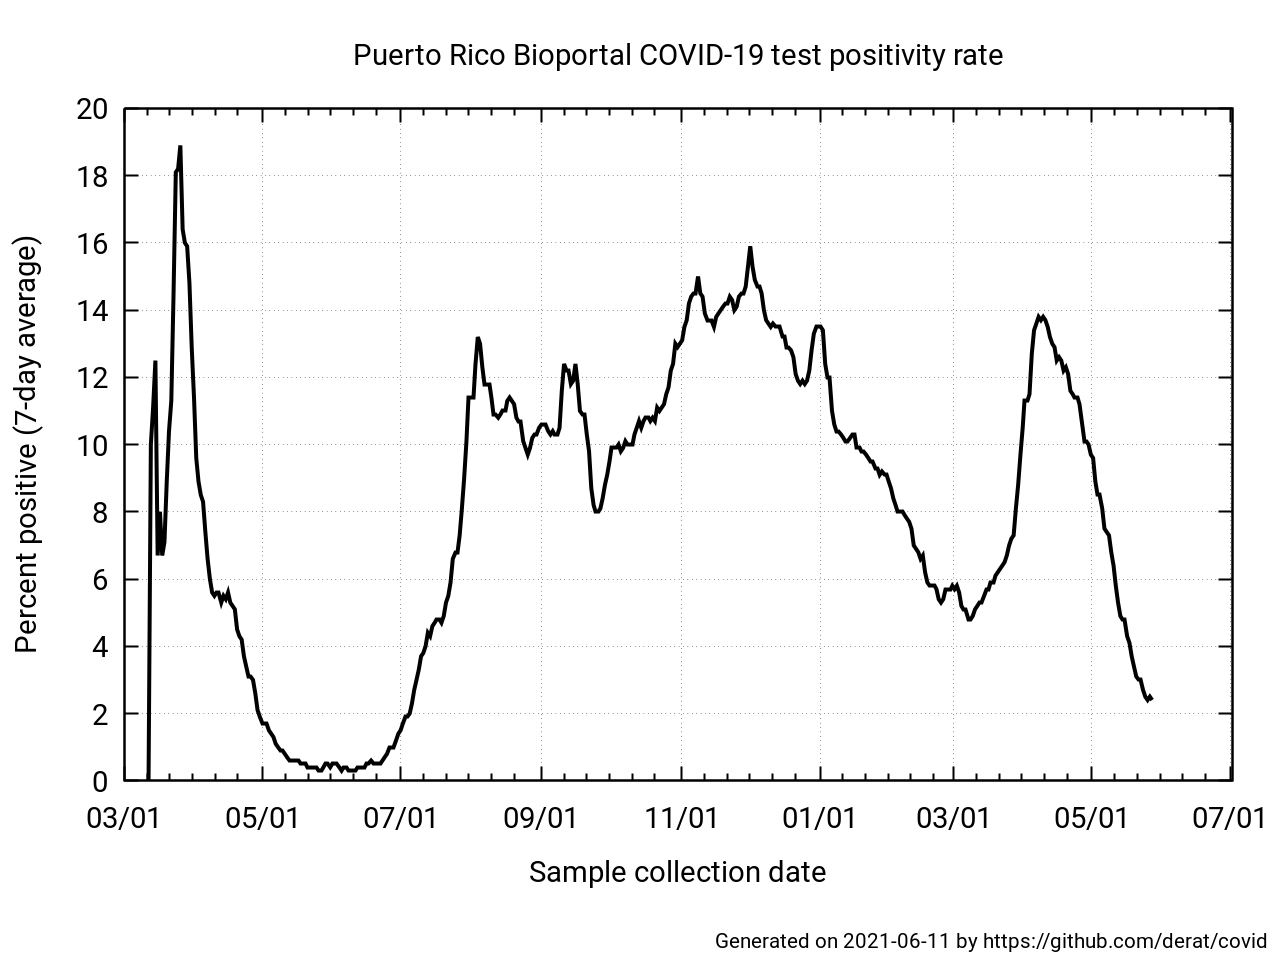 Puerto Rico Bioportal COVID-19 test positivity rate
20
18
16
14
12
10
8
6
4
2
0
Percent positive (7-day average)
03/01 05/01 07/01 09/01 11/01 01/01 03/01 05/01 07/01
Sample collection date
Generated on 2021-06-11 by https://github.com/derat/covid